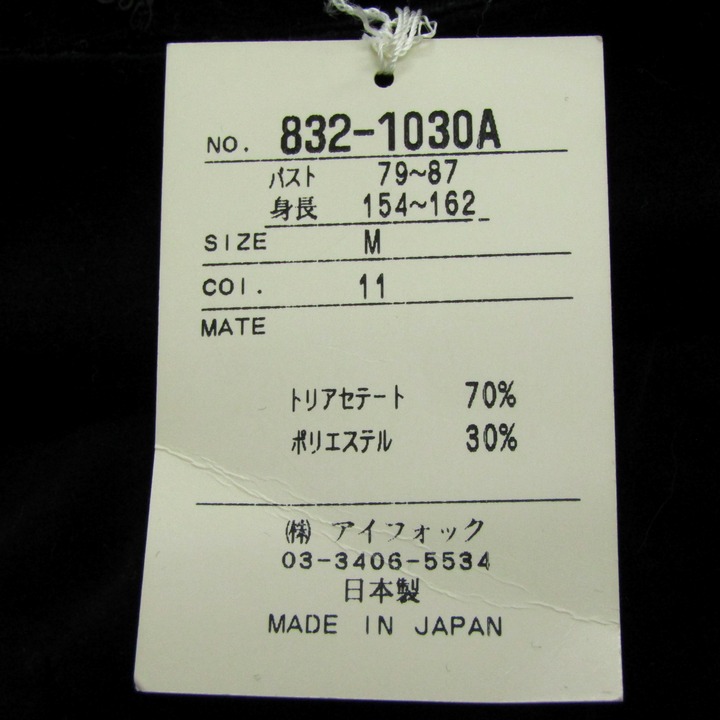 NO. 832-1030A
バスト 79~87
身長 154~162
SIZE M
COI. 11
MATE
トリアセテート 70%
ポリエステル 30%
㈱ アイフォック
03-3406-5534
日本製
MADE IN JAPAN